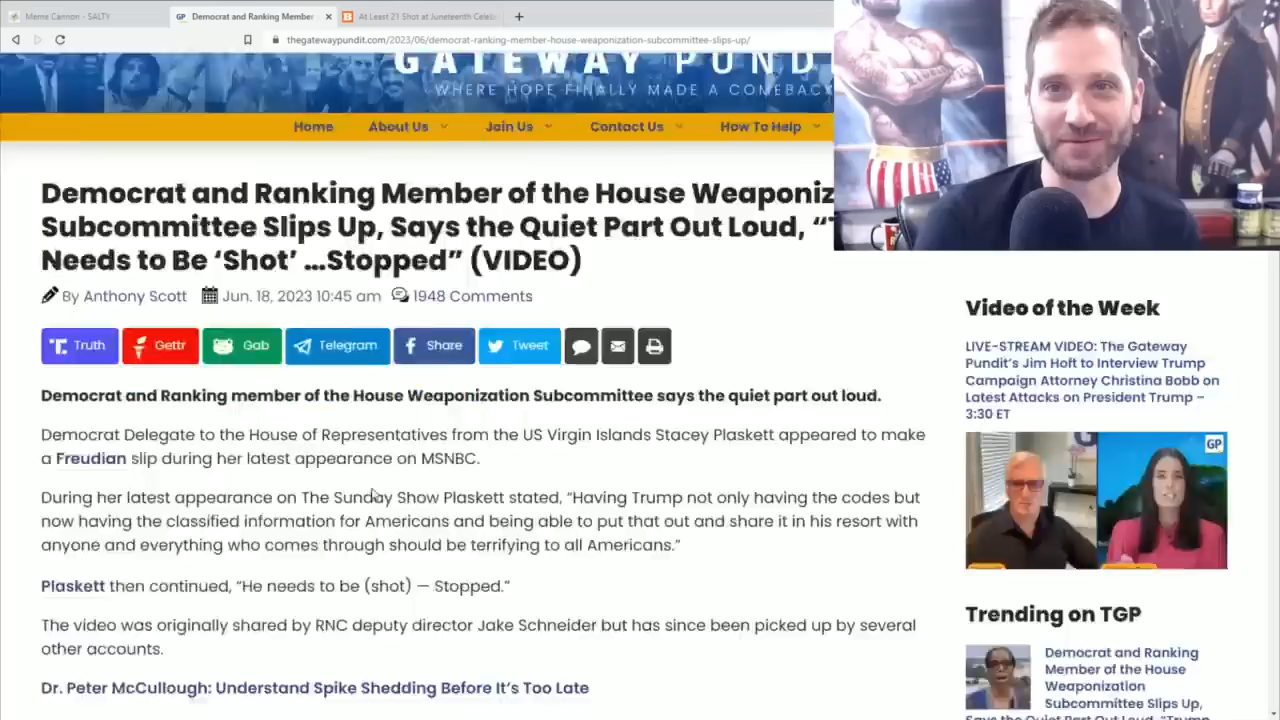 Meme Cannon - SALTY
GP Democrat and Ranking Member
At Least 21 Shot at Juneteenth Celeb
thegatewaypundit.com/2023/06/democrat-ranking-member-house-weaponization-subcommittee-slips-up/
GATEWAY PUNDI
WHERE HOPE FINALLY MADE A COMEBACK
Home
About Us
Join Us
Contact Us
How To Help
Democrat and Ranking Member of the House Weaponiz
Subcommittee Slips Up, Says the Quiet Part Out Loud, “T
Needs to Be ‘Shot’ …Stopped” (VIDEO)
By Anthony Scott
Jun. 18, 2023 10:45 am
1948 Comments
Truth
Gettr
Gab
Telegram
Share
Tweet
Democrat and Ranking member of the House Weaponization Subcommittee says the quiet part out loud.
Democrat Delegate to the House of Representatives from the US Virgin Islands Stacey Plaskett appeared to make
a Freudian slip during her latest appearance on MSNBC.
During her latest appearance on The Sunday Show Plaskett stated, “Having Trump not only having the codes but
now having the classified information for Americans and being able to put that out and share it in his resort with
anyone and everything who comes through should be terrifying to all Americans.”
Plaskett then continued, “He needs to be (shot) — Stopped.”
The video was originally shared by RNC deputy director Jake Schneider but has since been picked up by several
other accounts.
Dr. Peter McCullough: Understand Spike Shedding Before It’s Too Late
Video of the Week
LIVE-STREAM VIDEO: The Gateway
Pundit’s Jim Hoft to Interview Trump
Campaign Attorney Christina Bobb on
Latest Attacks on President Trump –
3:30 ET
GP
Trending on TGP
Democrat and Ranking
Member of the House
Weaponization
Subcommittee Slips Up,
Says the Quiet Part Out Loud, “Trump